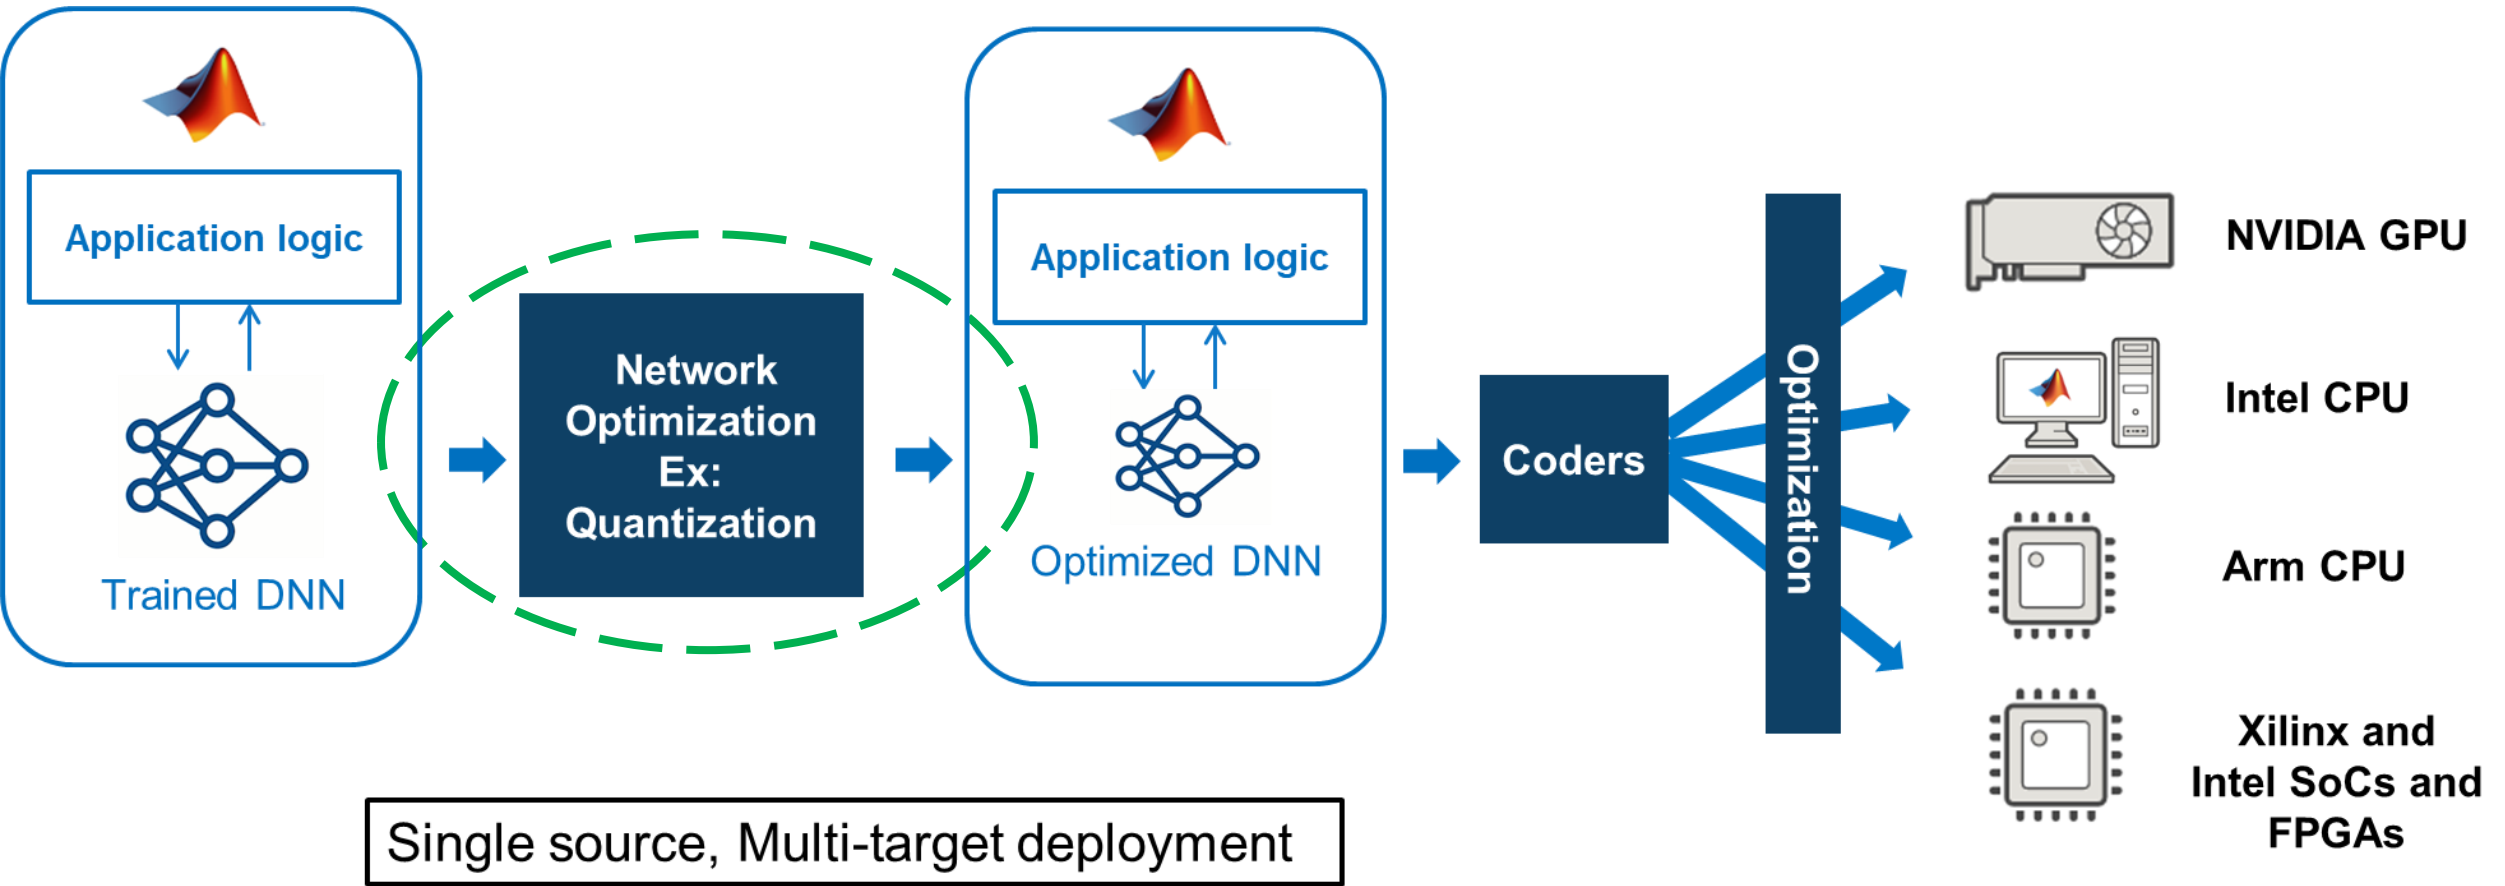 Application logic
Trained DNN
Network
Optimization
Ex:
Quantization
Application logic
Optimized DNN
Coders
Optimization
NVIDIA GPU
Intel CPU
Arm CPU
Xilinx and
Intel SoCs and
FPGAs
Single source, Multi-target deployment